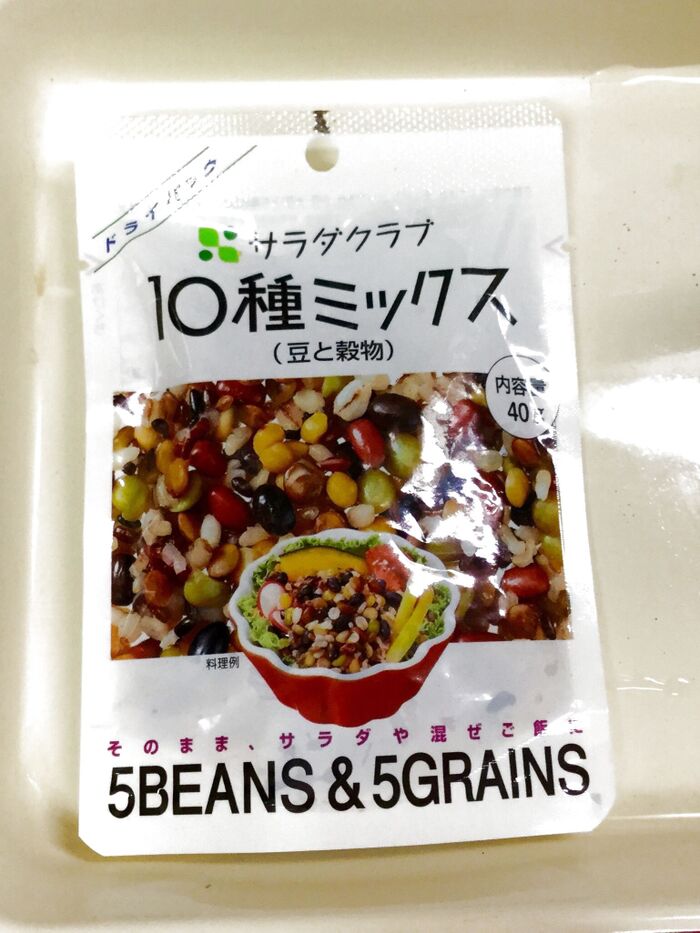 ドライパック
サラダクラブ
10種ミックス
(豆と穀物)
内容量
40g
料理例
そのまま、サラダや混ぜご飯に
5BEANS & 5GRAINS